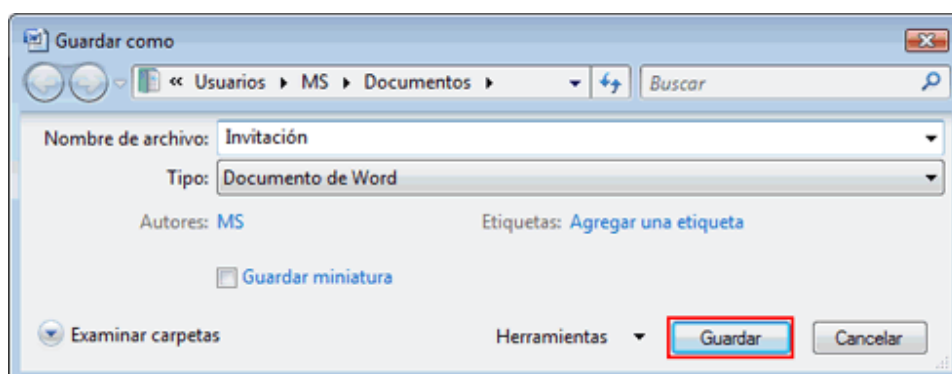 Guardar como
« Usuarios ▸ MS ▸ Documentos ▸ Buscar
Nombre de archivo: Invitación
Tipo: Documento de Word
Autores: MS Etiquetas: Agregar una etiqueta
Guardar miniatura
Examinar carpetas Herramientas Guardar Cancelar